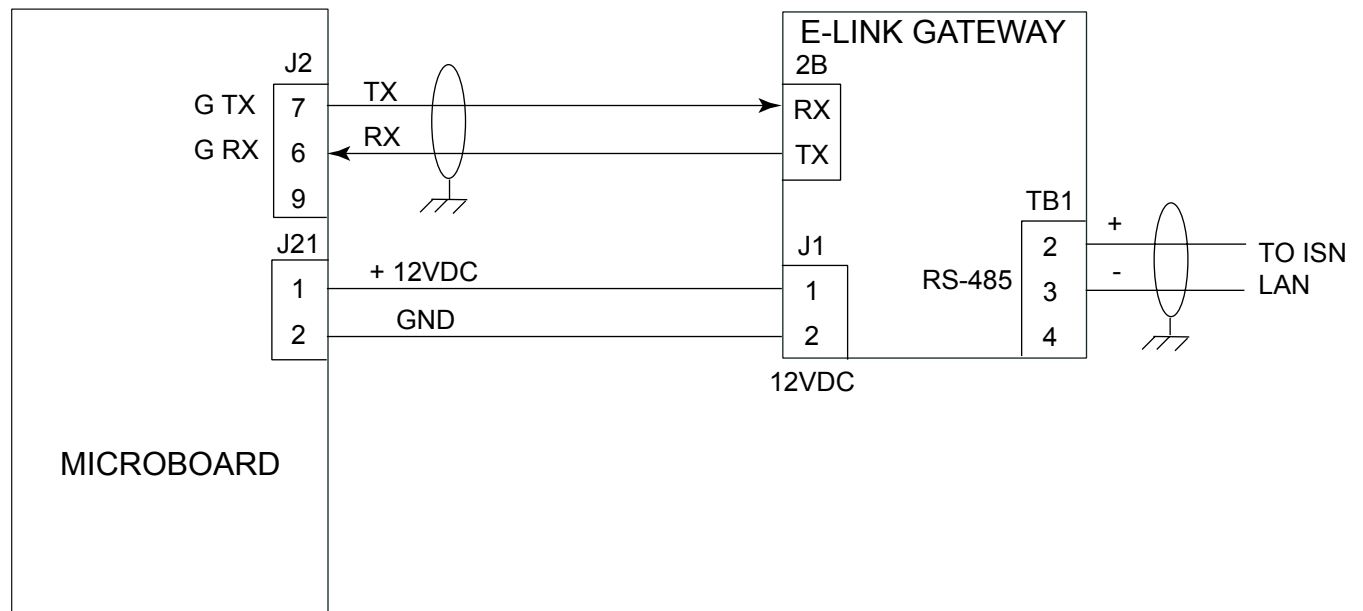 E-LINK GATEWAY
J2
2B
G TX 7 TX RX
G RX 6 RX TX
9
TB1
J21
J1
+
2
1 + 12VDC 1
RS-485
-
3
TO ISN
LAN
2 GND 2
4
12VDC
MICROBOARD